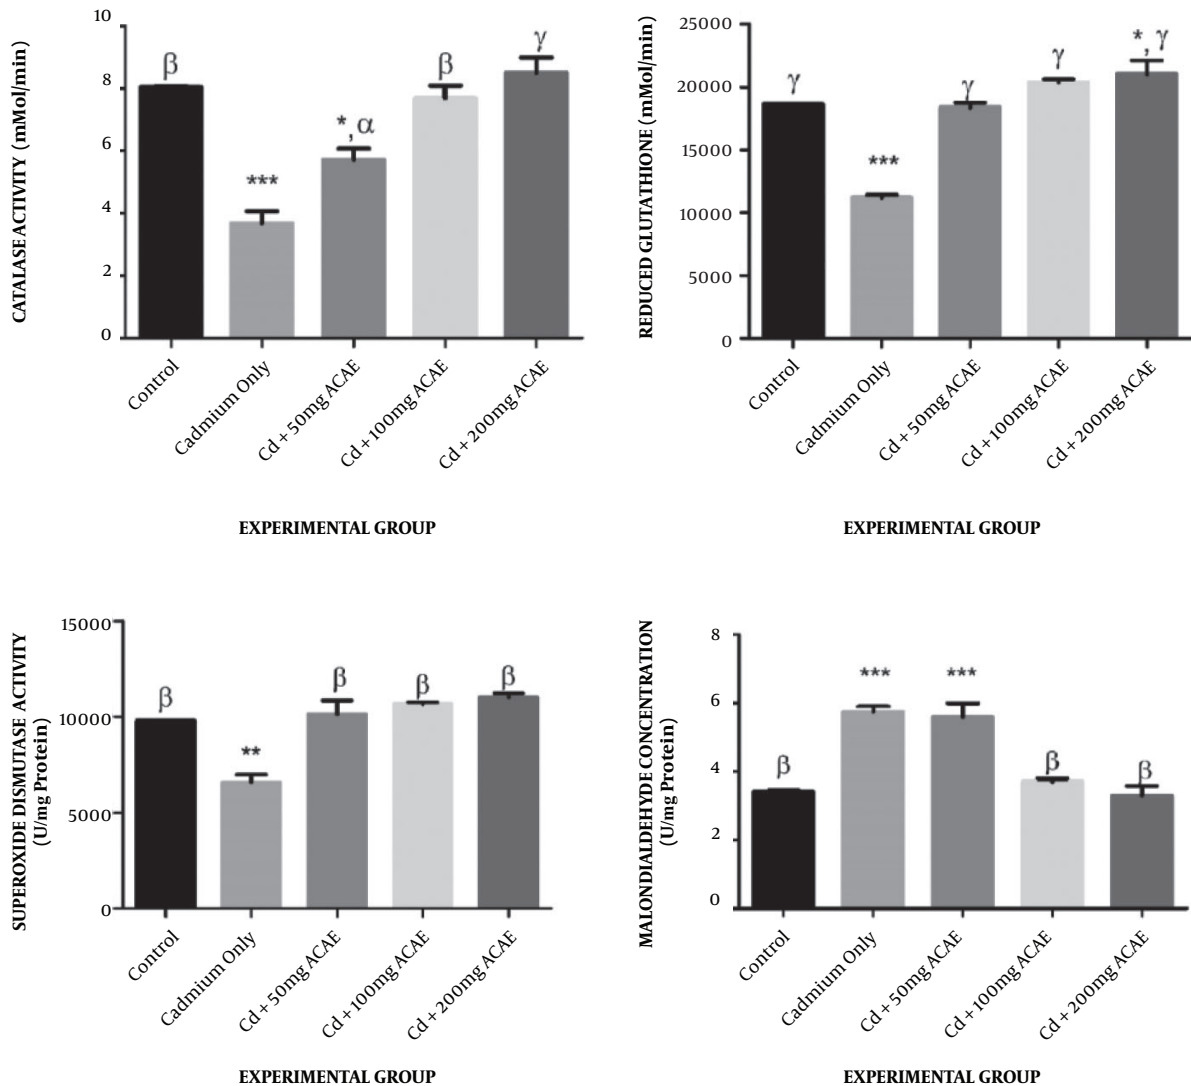 CATALASE ACTIVITY (mMol/min)
10
8
6
4
2
0
β
***
*, α
β
γ
Control
Cadmium Only
Cd + 50mg ACAE
Cd + 100mg ACAE
Cd + 200mg ACAE
EXPERIMENTAL GROUP
REDUCED GLUTATHIONE (mMol/min)
25000
20000
15000
10000
5000
0
γ
***
γ
γ
*, γ
Control
Cadmium Only
Cd + 50mg ACAE
Cd + 100mg ACAE
Cd + 200mg ACAE
EXPERIMENTAL GROUP
SUPEROXIDE DISMUTASE ACTIVITY
(U/mg Protein)
15000
10000
5000
0
β
**
β
β
β
Control
Cadmium Only
Cd + 50mg ACAE
Cd + 100mg ACAE
Cd + 200mg ACAE
EXPERIMENTAL GROUP
MALONDIALDEHYDE CONCENTRATION
(U/mg Protein)
8
6
4
2
0
β
***
***
β
β
Control
Cadmium Only
Cd + 50mg ACAE
Cd + 100mg ACAE
Cd + 200mg ACAE
EXPERIMENTAL GROUP